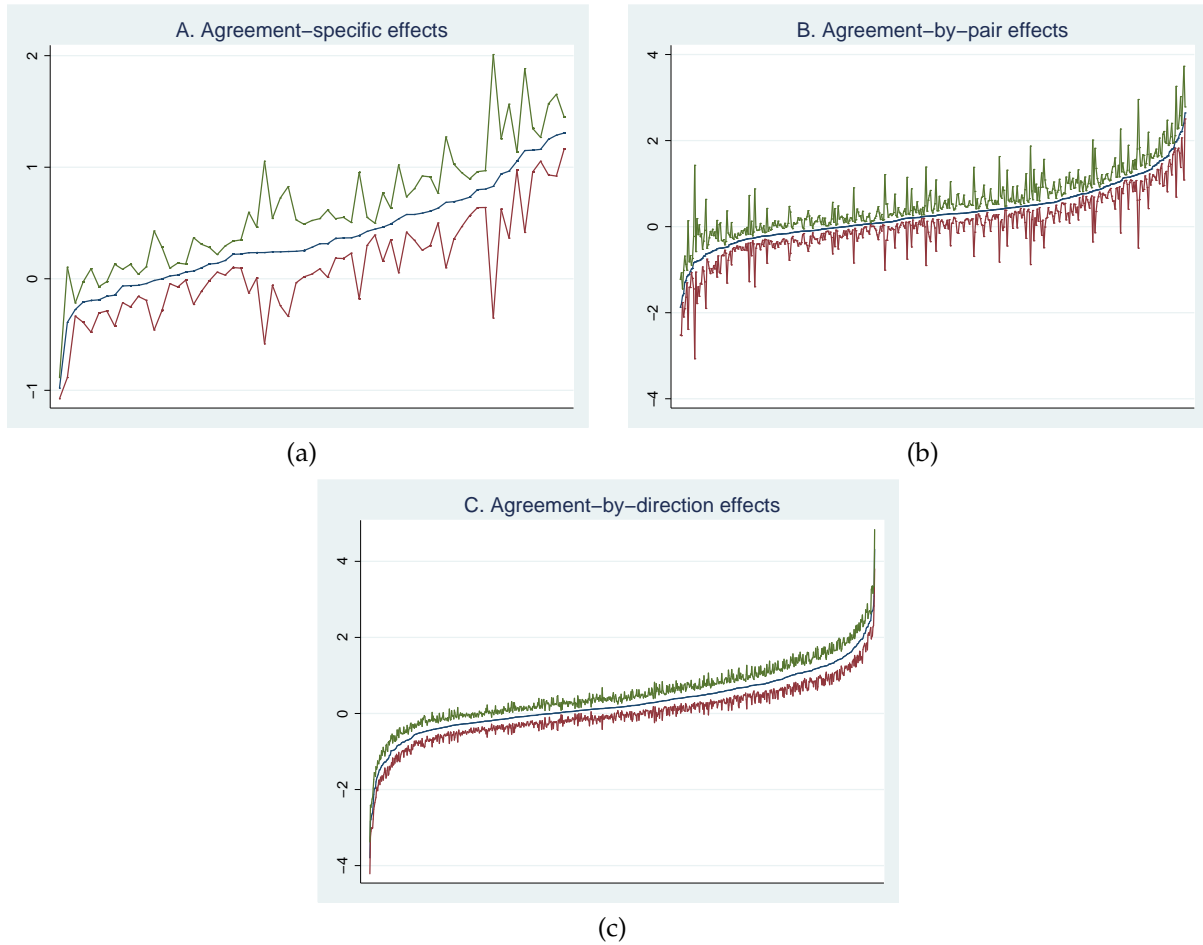 A. Agreement−specific effects
2
1
0
−1
(a)
B. Agreement−by−pair effects
4
2
0
−2
−4
(b)
C. Agreement−by−direction effects
4
2
0
−2
−4
(c)